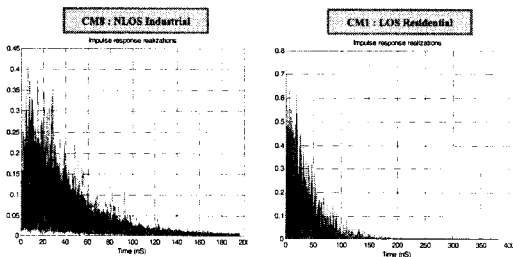 CM8 : NLOS Industrial
Impulse response realizations
0.45
0.4
0.35
0.3
0.25
0.2
0.15
0.1
0.05
0
0 20 40 60 80 100 120 140 160 180 200
Time (nS)
CM1 : LOS Residential
Impulse response realizations
0.8
0.7
0.6
0.5
0.4
0.3
0.2
0.1
0
0 50 100 150 200 250 300 350
Time (nS)